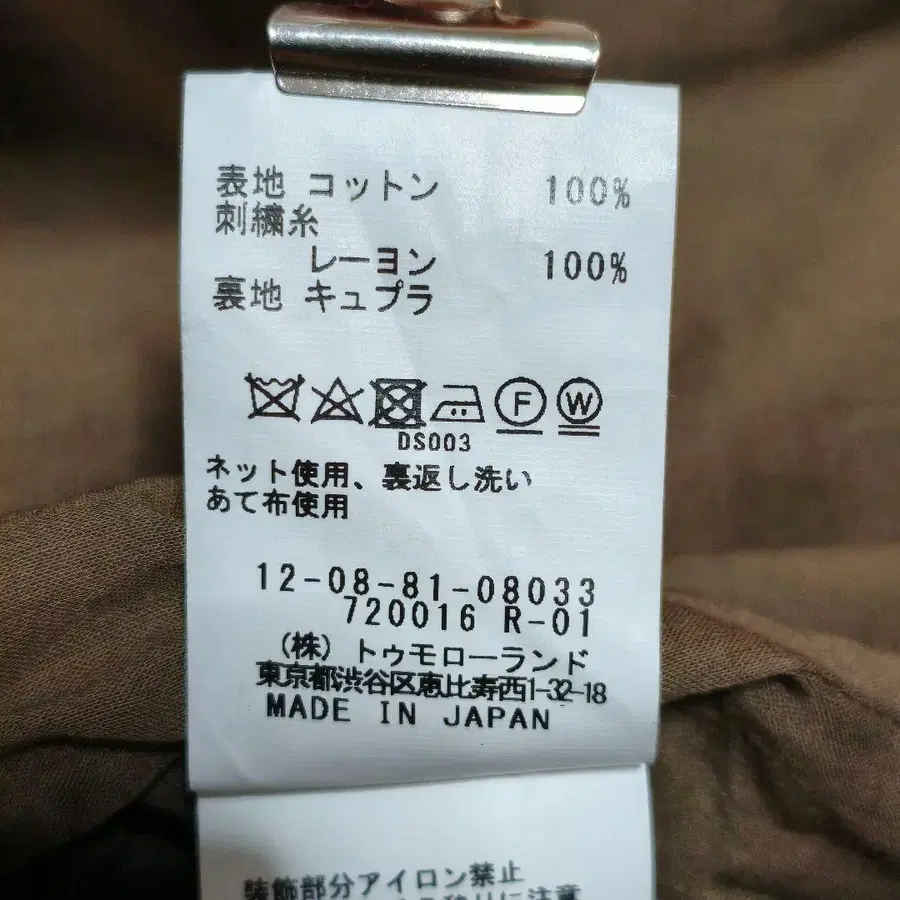 表地 コットン 100%
刺繍糸
レーヨン 100%
裏地 キュプラ
F W
DS003
ネット使用、裏返し洗い
あて布使用
12-08-81-08033
720016 R-01
(株) トゥモローランド
東京都渋谷区恵比寿西1-32-18
MADE IN JAPAN
装飾部分アイロン禁止
に注意